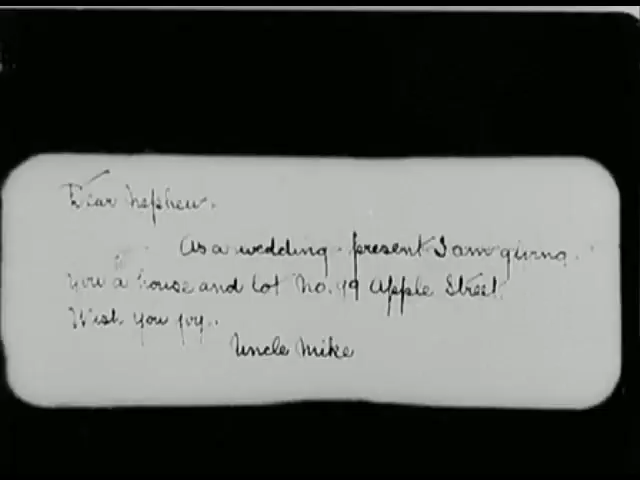 Dear nephew.
As a wedding present I am giving
you a house and lot No. 99 Apple Street.
Wish you joy..
Uncle Mike